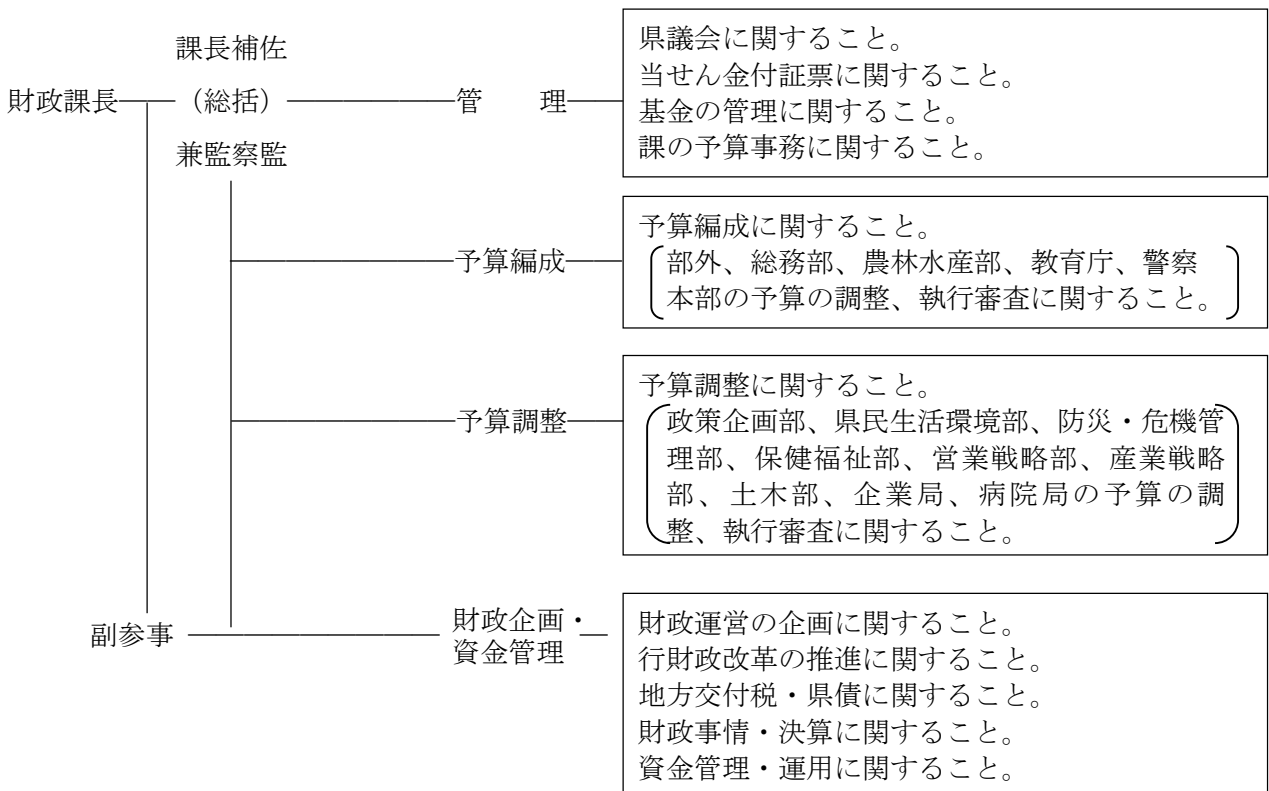 課長補佐
財政課長 （総括） 管　理
兼監察監
県議会に関すること。
当せん金付証票に関すること。
基金の管理に関すること。
課の予算事務に関すること。
予算編成
予算編成に関すること。
部外、総務部、農林水産部、教育庁、警察
本部の予算の調整、執行審査に関すること。
予算調整
予算調整に関すること。
政策企画部、県民生活環境部、防災・危機管
理部、保健福祉部、営業戦略部、産業戦略
部、土木部、企業局、病院局の予算の調
整、執行審査に関すること。
副参事
財政企画・
資金管理
財政運営の企画に関すること。
行財政改革の推進に関すること。
地方交付税・県債に関すること。
財政事情・決算に関すること。
資金管理・運用に関すること。